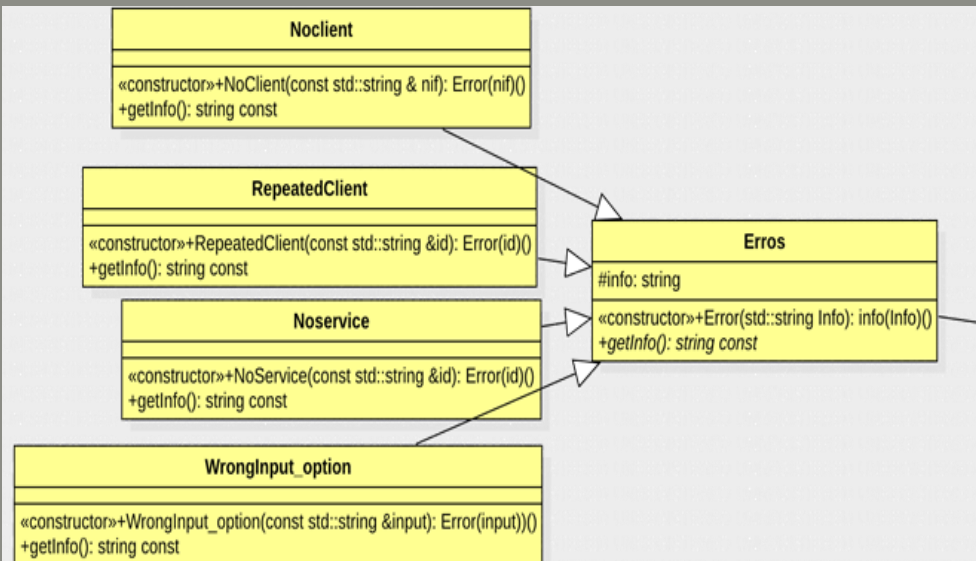 Noclient
«constructor»+NoClient(const std::string & nif): Error(nif)()
+getInfo(): string const
RepeatedClient
«constructor»+RepeatedClient(const std::string &id): Error(id)()
+getInfo(): string const
Noservice
«constructor»+NoService(const std::string &id): Error(id)()
+getInfo(): string const
WrongInput_option
«constructor»+WrongInput_option(const std::string &input): Error(input))()
+getInfo(): string const
Erros
#info: string
«constructor»+Error(std::string Info): info(Info)()
+getInfo(): string const